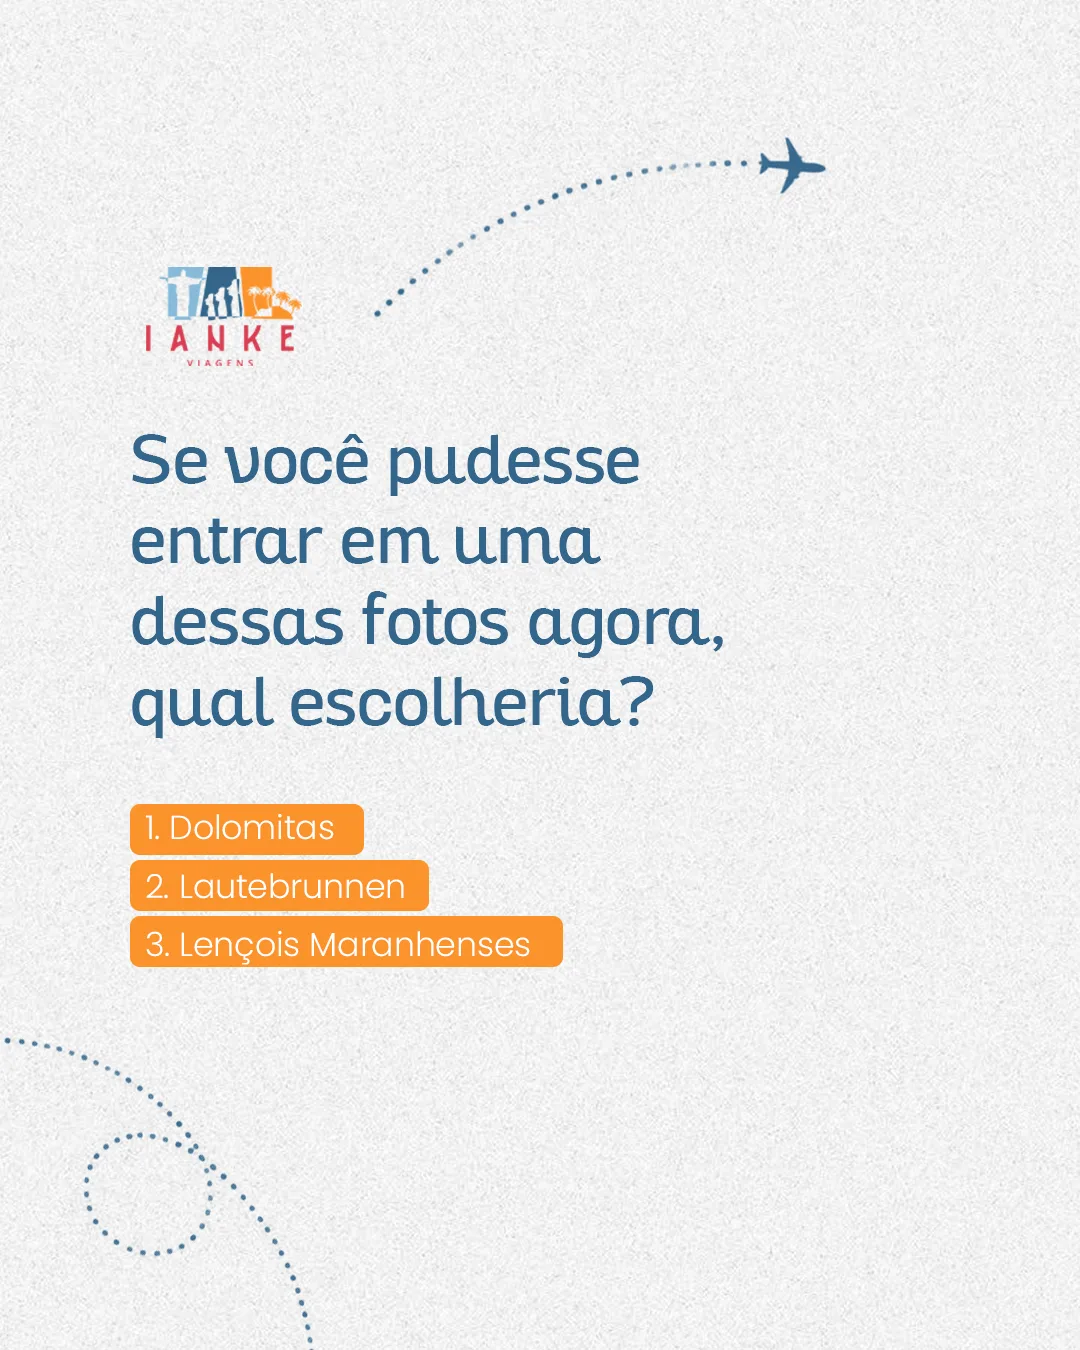 IANKE
VIAGENS
Se você pudesse
entrar em uma
dessas fotos agora,
qual escolheria?
1. Dolomitas
2. Lautebrunnen
3. Lençois Maranhenses